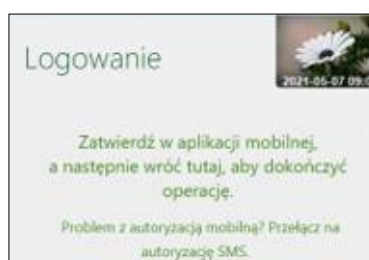 Logowanie
2021-05-07 09:0
Zatwierdź w aplikacji mobilnej,
a następnie wróć tutaj, aby dokończyć
operację.
Problem z autoryzacją mobilną? Przełącz na
autoryzację SMS.